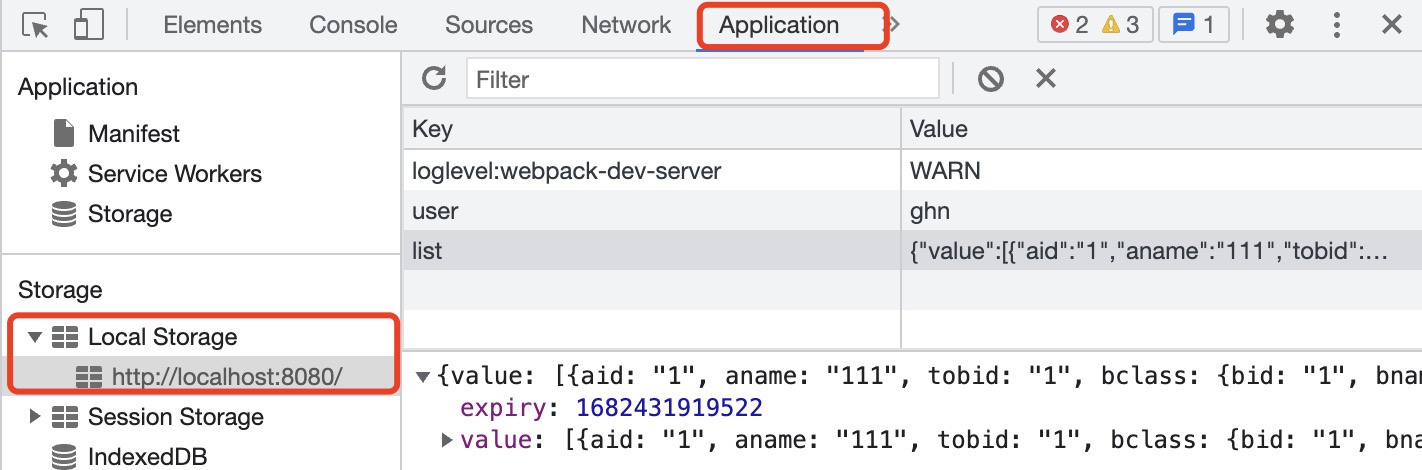 Elements Console Sources Network Application 2 3 1
Application
Manifest
Service Workers
Storage
Storage
Local Storage
http://localhost:8080/
Session Storage
IndexedDB
Filter
Key Value
loglevel:webpack-dev-server WARN
user ghn
list {"value":[{"aid":"1","aname":"111","tobid":…
{value: [{aid: "1", aname: "111", tobid: "1", bclass: {bid: "1", bna
expiry: 1682431919522
value: [{aid: "1", aname: "111", tobid: "1", bclass: {bid: "1", bn